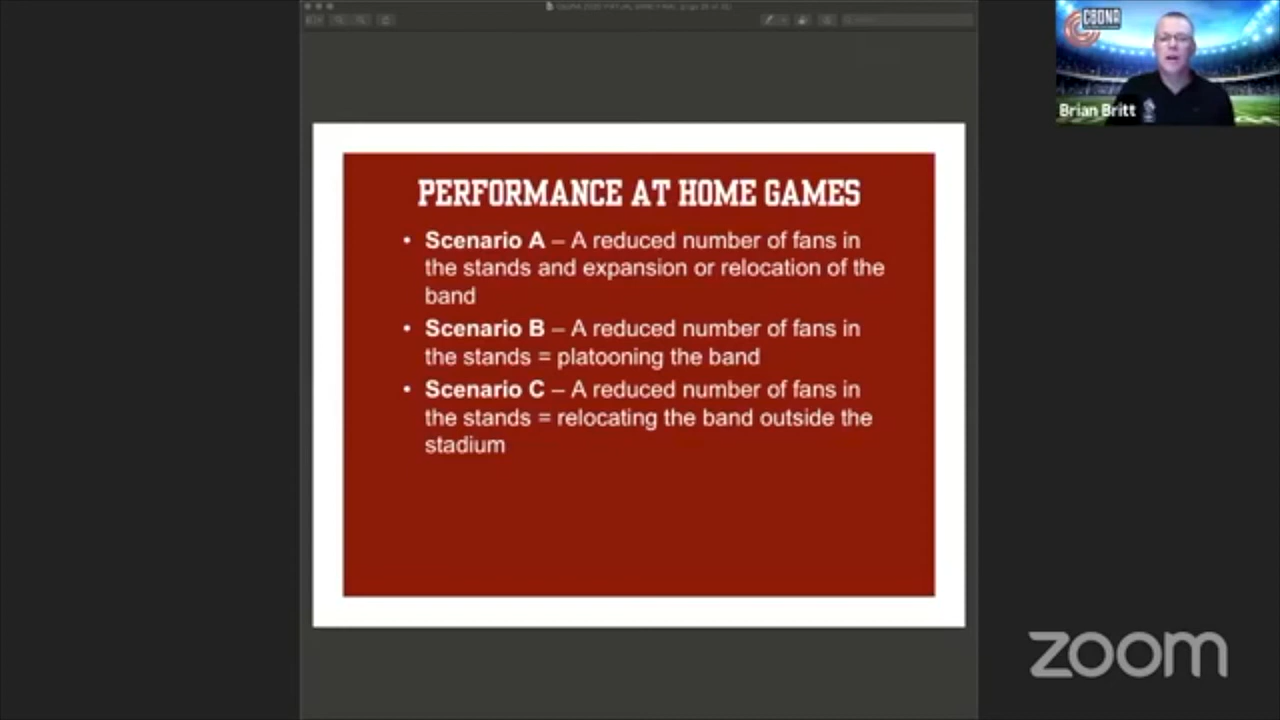 CBDNA
Brian Britt
PERFORMANCE AT HOME GAMES
• Scenario A – A reduced number of fans in
the stands and expansion or relocation of the
band
• Scenario B – A reduced number of fans in
the stands = platooning the band
• Scenario C – A reduced number of fans in
the stands = relocating the band outside the
stadium
zoom